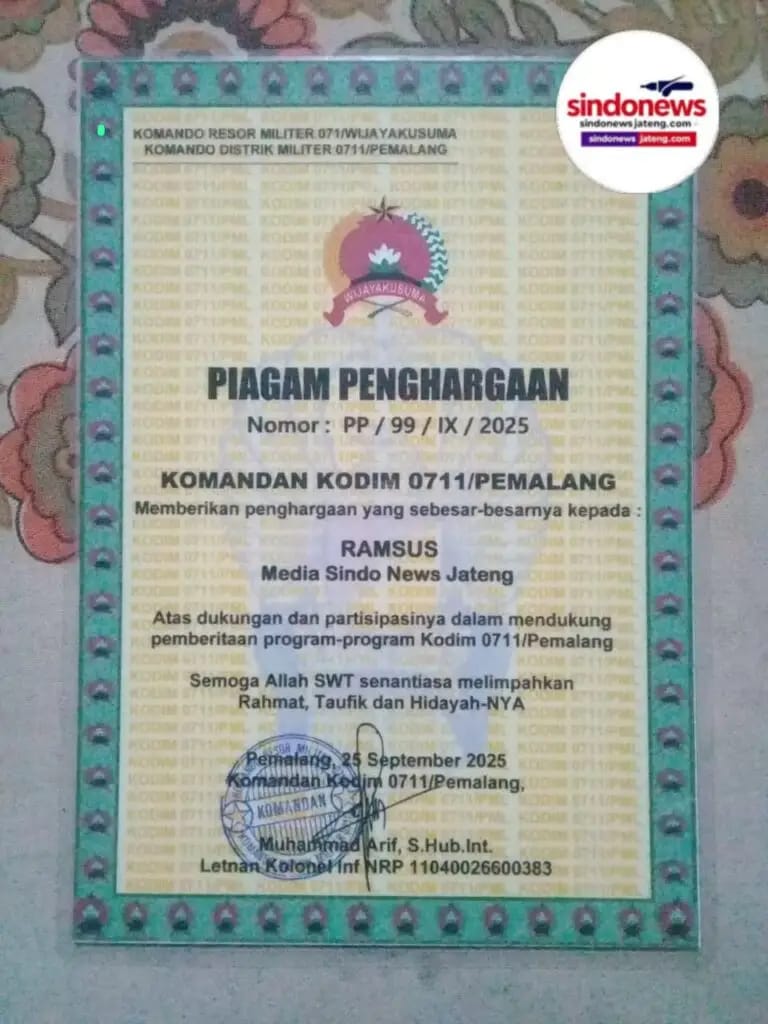 sindonews
sindonewsjateng.com
sindonews jateng.com
KOMANDO RESOR MILITER 071/WIJAYAKUSUMA
KOMANDO DISTRIK MILITER 0711/PEMALANG
WIJAYAKUSUMA
PIAGAM PENGHARGAAN
Nomor : PP / 99 / IX / 2025
KOMANDAN KODIM 0711/PEMALANG
Memberikan penghargaan yang sebesar-besarnya kepada :
RAMSUS
Media Sindo News Jateng
Atas dukungan dan partisipasinya dalam mendukung
pemberitaan program-program Kodim 0711/Pemalang
Semoga Allah SWT senantiasa melimpahkan
Rahmat, Taufik dan Hidayah-NYA
Pemalang, 25 September 2025
Komandan Kodim 0711/Pemalang,
KOMANDAN
Muhammad Arif, S.Hub.Int.
Letnan Kolonel Inf NRP 11040026600383